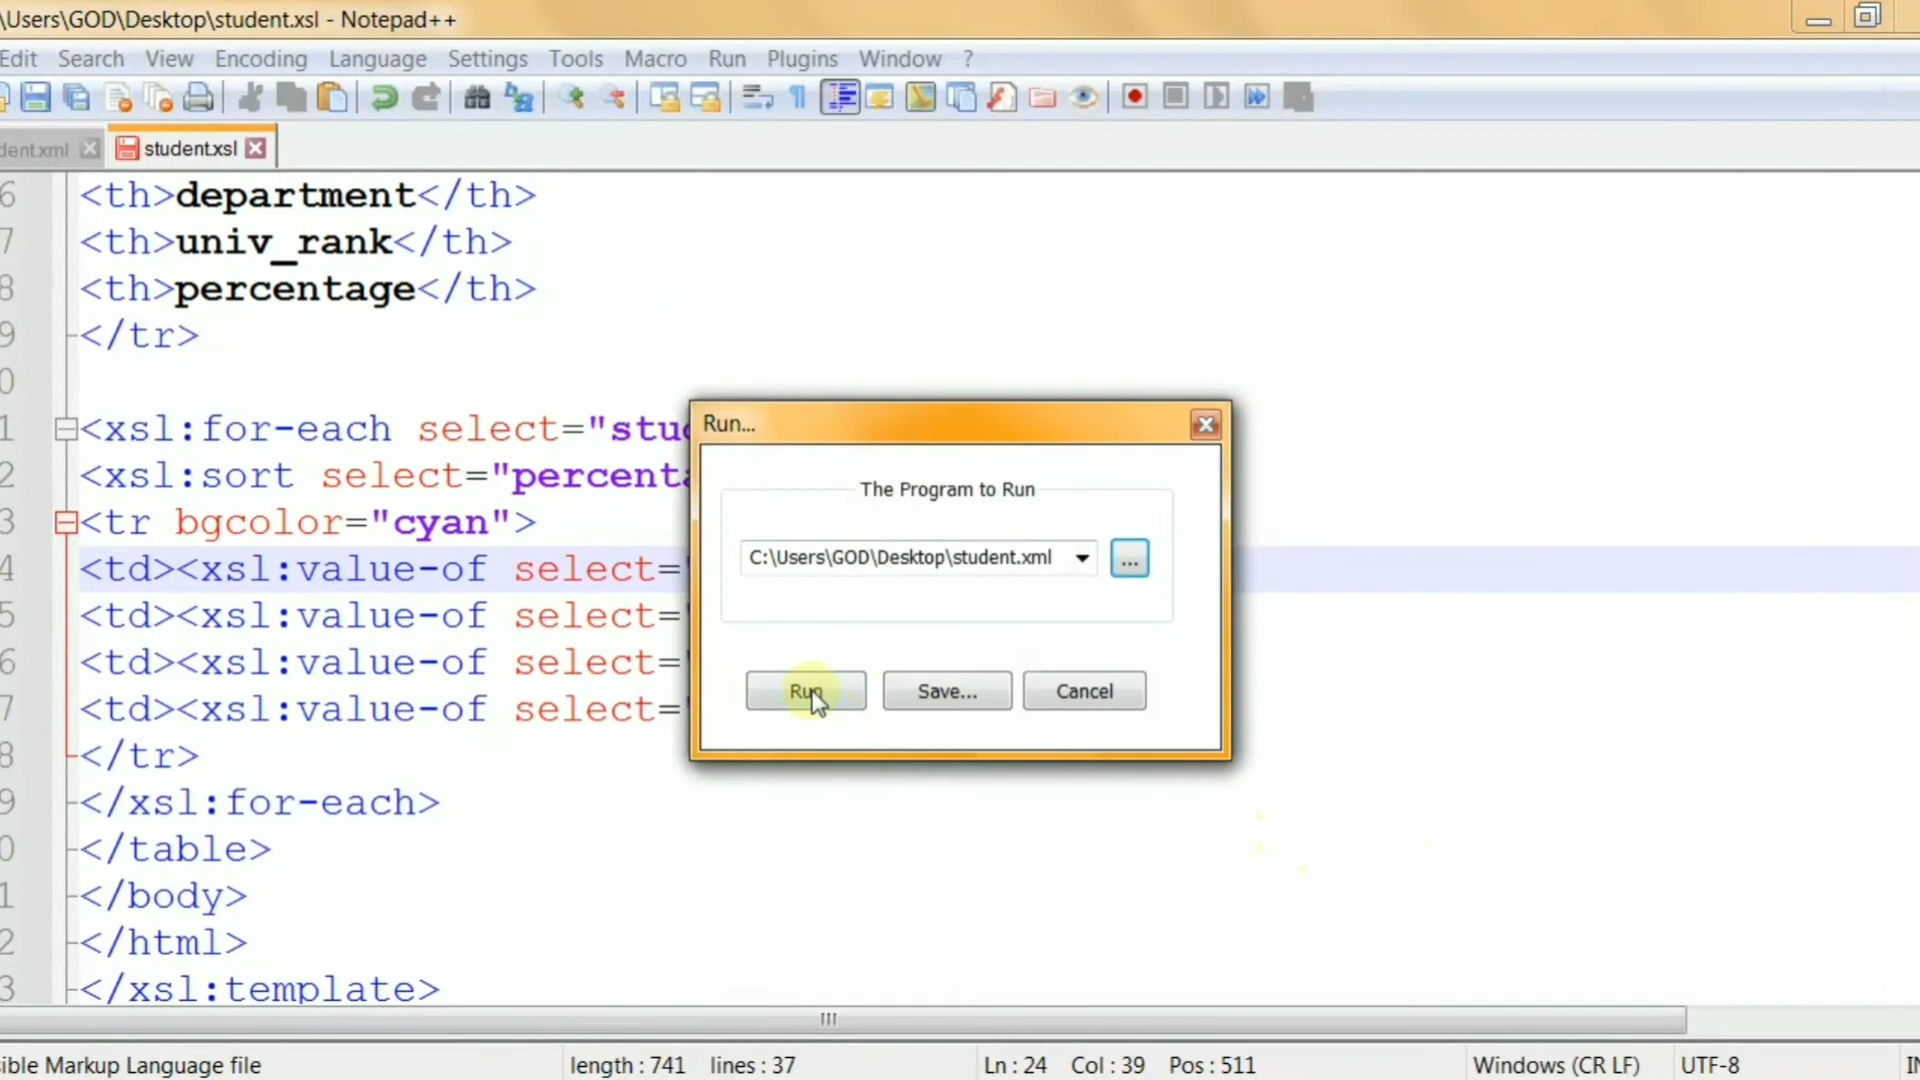 \Users\GOD\Desktop\student.xsl - Notepad++
Edit Search View Encoding Language Settings Tools Macro Run Plugins Window ?
dent.xml student.xsl
6 <th>department</th>
7 <th>univ_rank</th>
8 <th>percentage</th>
9 </tr>
0
1 <xsl:for-each select="stu
2 <xsl:sort select="percenta
3 <tr bgcolor="cyan">
4 <td><xsl:value-of select="
5 <td><xsl:value-of select="
6 <td><xsl:value-of select="
7 <td><xsl:value-of select="
8 </tr>
9 </xsl:for-each>
0 </table>
1 </body>
2 </html>
3 </xsl:template>
Run...
The Program to Run
C:\Users\GOD\Desktop\student.xml ...
Run Save... Cancel
sible Markup Language file length : 741 lines : 37 Ln : 24 Col : 39 Pos : 511 Windows (CR LF) UTF-8 IN